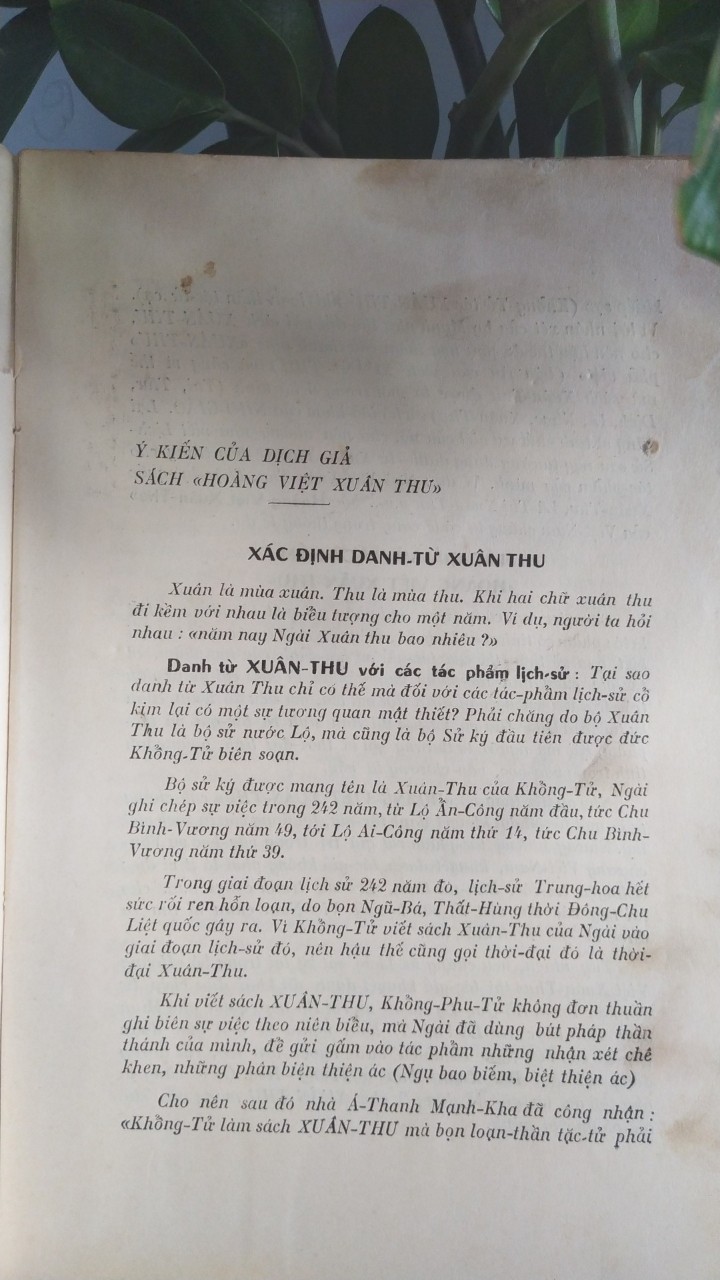 Ý KIẾN CỦA DỊCH GIẢ
SÁCH «HOÀNG VIỆT XUÂN THU»
XÁC ĐỊNH DANH-TỪ XUÂN THU
Xuân là mùa xuân. Thu là mùa thu. Khi hai chữ xuân thu
đi kèm với nhau là biểu tượng cho một năm. Ví dụ, người ta hỏi
nhau : «năm nay Ngài Xuân thu bao nhiêu ?»
Danh từ XUÂN-THU với các tác phẩm lịch-sử : Tại sao
danh từ Xuân Thu chỉ có thế mà đối với các tác-phẩm lịch-sử cổ
kim lại có một sự tương quan mật thiết? Phải chăng do bộ Xuân
Thu là bộ sử nước Lộ, mà cũng là bộ Sử ký đầu tiên được đức
Khổng-Tử biên soạn.
Bộ sử ký được mang tên là Xuân-Thu của Khổng-Tử, Ngài
ghi chép sự việc trong 242 năm, từ Lộ Ẩn-Công năm đầu, tức Chu
Bình-Vương năm 49, tới Lộ Ai-Công năm thứ 14, tức Chu Bình-
Vương năm thứ 39.
Trong giai đoạn lịch sử 242 năm đó, lịch-sử Trung-hoa hết
sức rối ren hỗn loạn, do bọn Ngũ-Bá, Thất-Hùng thời Đông-Chu
Liệt quốc gây ra. Vì Khổng-Tử viết sách Xuân-Thu của Ngài vào
giai đoạn lịch-sử đó, nên hậu thế cũng gọi thời-đại đó là thời-
đại Xuân-Thu.
Khi viết sách XUÂN-THU, Khổng-Phu-Tử không đơn thuần
ghi biên sự việc theo niên biểu, mà Ngài đã dùng bút pháp thần
thánh của mình, để gửi gấm vào tác phẩm những nhận xét chê
khen, những phân biện thiện ác (Ngụ bao biếm, biệt thiện ác)
Cho nên sau đó nhà Á-Thanh Mạnh-Kha đã công nhận :
«Khổng-Tử làm sách XUÂN-THU mà bọn loạn-thần tặc-tử phải